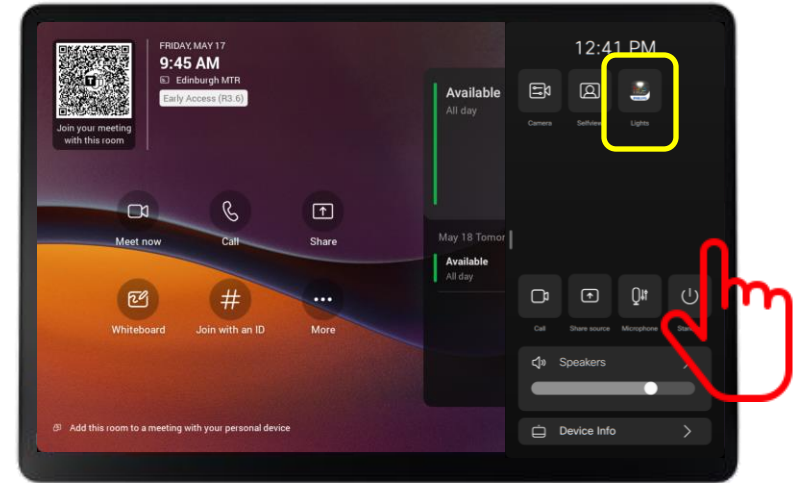 FRIDAY, MAY 17
9:45 AM
Edinburgh MTR
Early Access (R3.6)
Join your meeting
with this room
Meet now
Call
Share
Whiteboard
Join with an ID
More
Add this room to a meeting with your personal device
Available
All day
May 18 Tomor
Available
All day
12:41 PM
Camera
Selfview
Lights
Call
Share source
Microphone
Speakers
Device Info